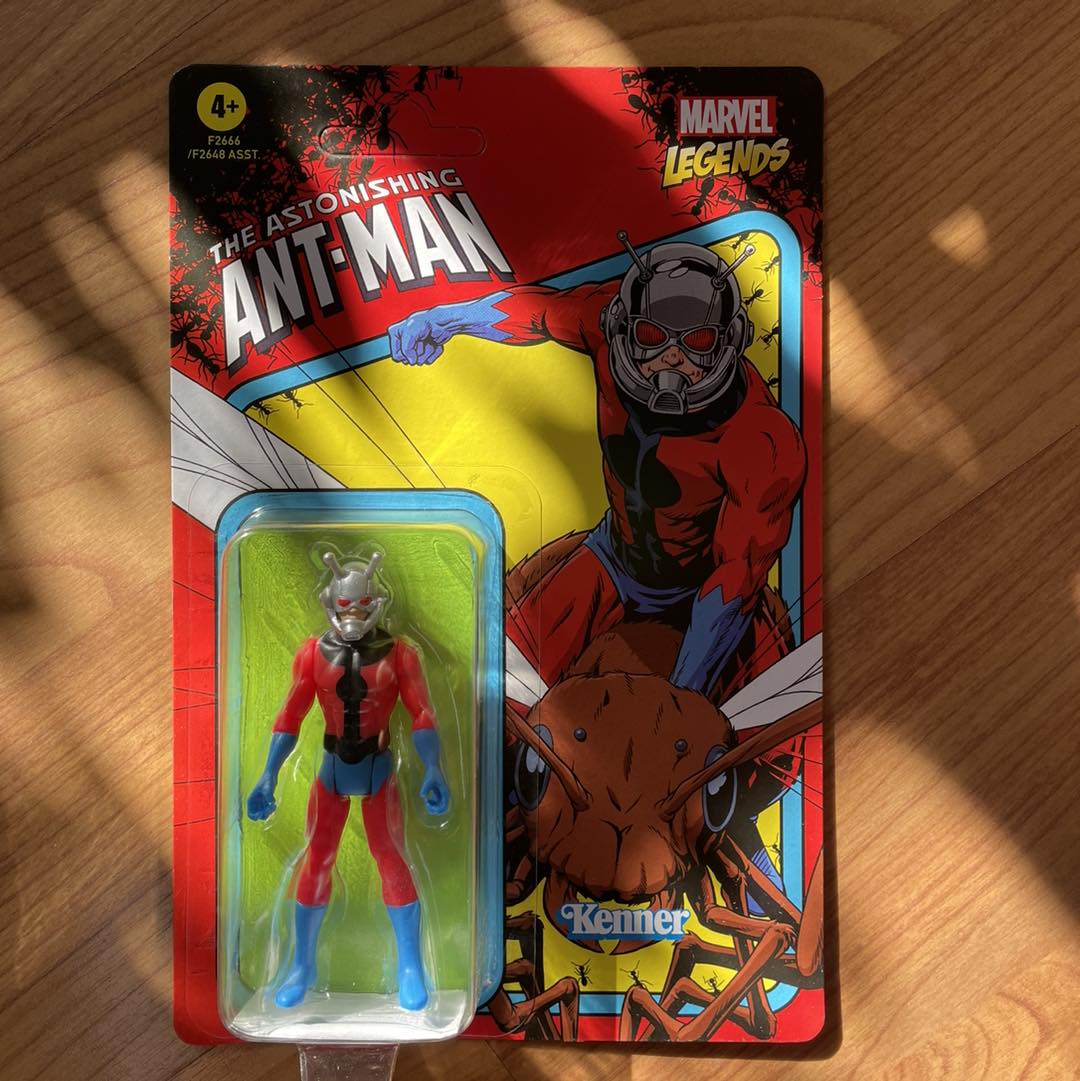 4+
F2666
/F2648 ASST.
MARVEL
LEGENDS
THE ASTONISHING
ANT-MAN
Kenner